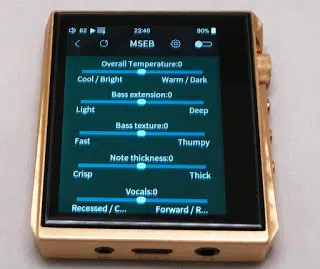 62 22:40 90%
MSEB
Overall Temperature:0
Cool / Bright Warm / Dark
Bass extension:0
Light Deep
Bass texture:0
Fast Thumpy
Note thickness:0
Crisp Thick
Vocals:0
Recessed / C... Forward / R...